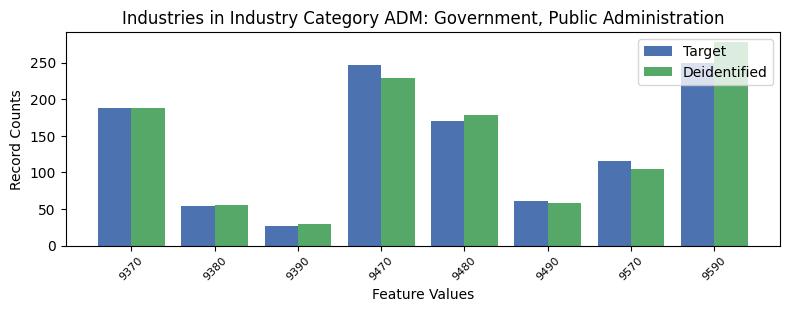 Industries in Industry Category ADM: Government, Public Administration
Target
Deidentified
Record Counts
250
200
150
100
50
0
9370 9380 9390 9470 9480 9490 9570 9590
Feature Values